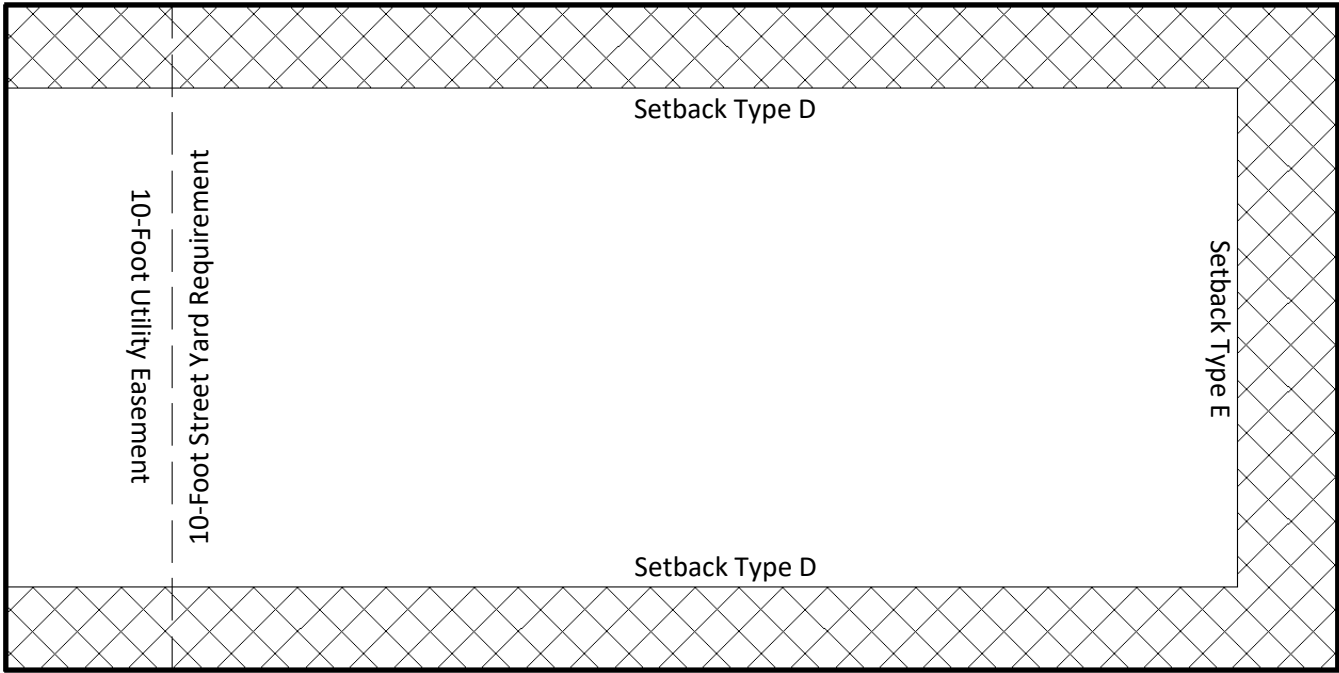 Setback Type D
10-Foot Utility Easement
10-Foot Street Yard Requirement
Setback Type E
Setback Type D